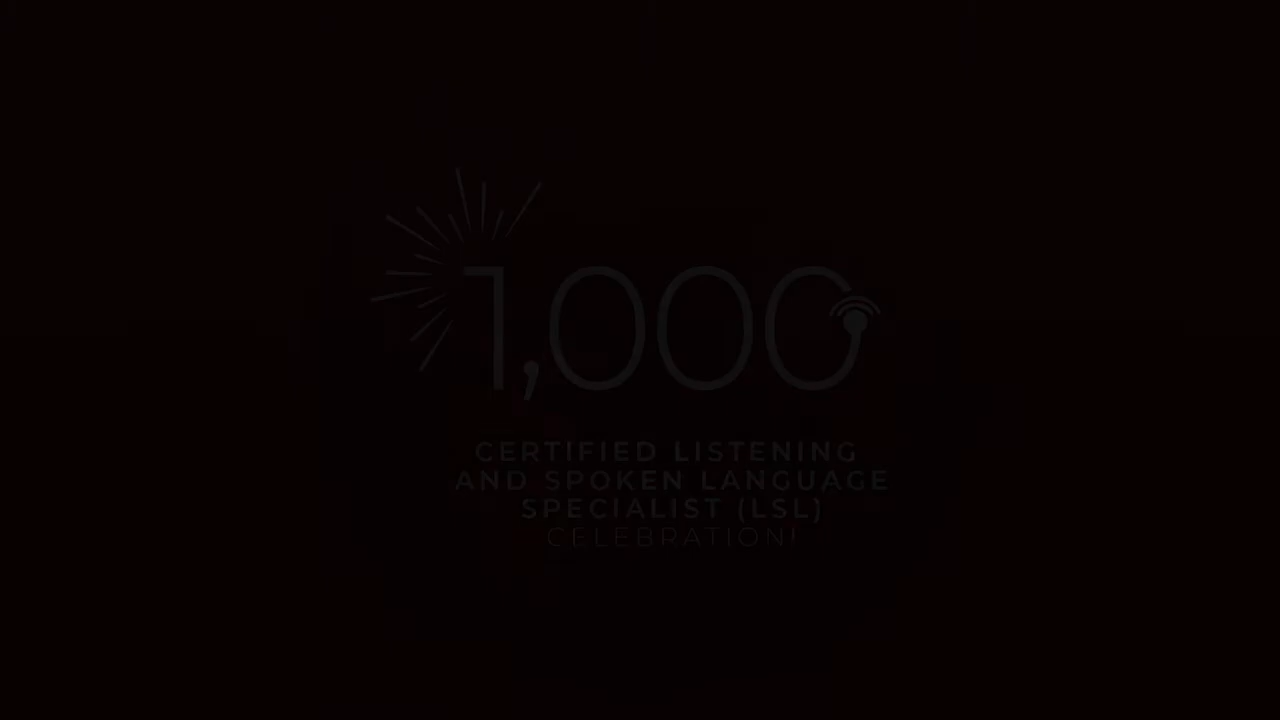 1,000
CERTIFIED LISTENING
AND SPOKEN LANGUAGE
SPECIALIST (LSL)
CELEBRATION!